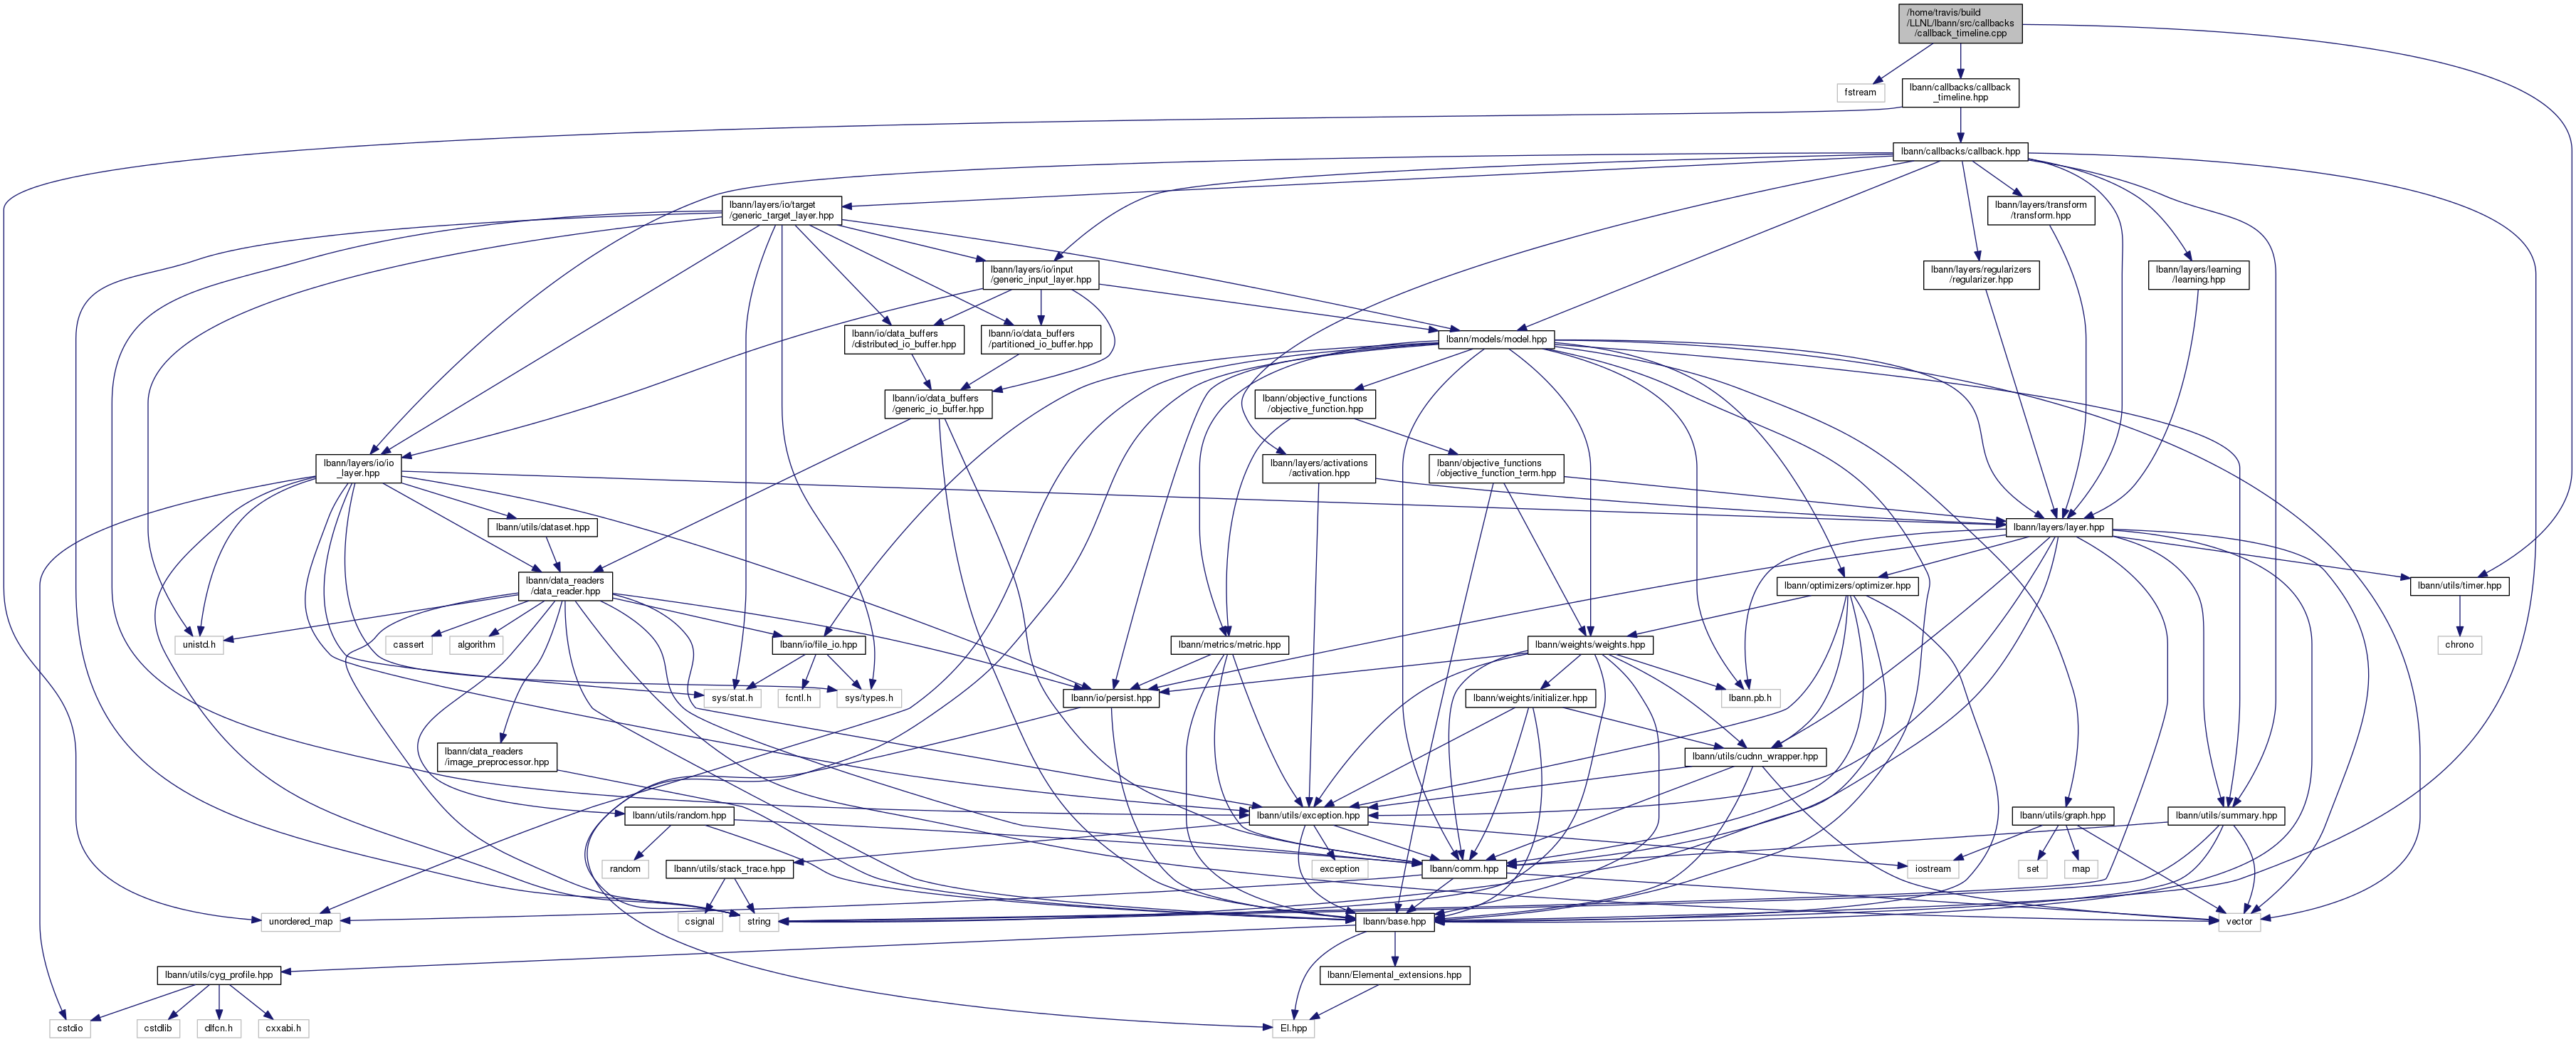 /home/travis/build
/LLNL/lbann/src/callbacks
/callback_timeline.cpp
fstream
lbann/callbacks/callback
_timeline.hpp
lbann/callbacks/callback.hpp
lbann/layers/io/target
/generic_target_layer.hpp
lbann/layers/transform
/transform.hpp
lbann/layers/io/input
/generic_input_layer.hpp
lbann/layers/regularizers
/regularizer.hpp
lbann/layers/learning
/learning.hpp
lbann/io/data_buffers
/distributed_io_buffer.hpp
lbann/io/data_buffers
/partitioned_io_buffer.hpp
lbann/models/model.hpp
lbann/io/data_buffers
/generic_io_buffer.hpp
lbann/objective_functions
/objective_function.hpp
lbann/layers/io/io
_layer.hpp
lbann/layers/activations
/activation.hpp
lbann/objective_functions
/objective_function_term.hpp
lbann/utils/dataset.hpp
lbann/layers/layer.hpp
lbann/data_readers
/data_reader.hpp
lbann/optimizers/optimizer.hpp
lbann/utils/timer.hpp
unistd.h
cassert
algorithm
lbann/io/file_io.hpp
lbann/metrics/metric.hpp
lbann/weights/weights.hpp
chrono
sys/stat.h
fcntl.h
sys/types.h
lbann/io/persist.hpp
lbann/weights/initializer.hpp
lbann.pb.h
lbann/data_readers
/image_preprocessor.hpp
lbann/utils/cudnn_wrapper.hpp
lbann/utils/random.hpp
lbann/utils/exception.hpp
lbann/utils/graph.hpp
lbann/utils/summary.hpp
random
lbann/utils/stack_trace.hpp
exception
lbann/comm.hpp
iostream
set
map
unordered_map
csignal
string
lbann/base.hpp
vector
lbann/utils/cyg_profile.hpp
lbann/Elemental_extensions.hpp
cstdio
cstdlib
dlfcn.h
cxxabi.h
El.hpp